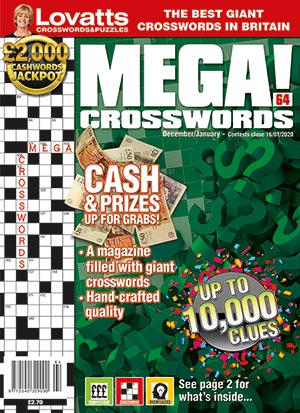 Lovatts
CROSSWORDS&PUZZLES
THE BEST GIANT
CROSSWORDS IN BRITAIN
£2,000
CASHWORDS
JACKPOT
MEGA!
64
CROSSWORDS
December/January • Contests close 16/01/2020
MEGA
CROSSWORDS
CASH
& PRIZES
UP FOR GRABS!
• A magazine
filled with giant
crosswords
• Hand-crafted
quality
UP TO
10,000
CLUES
See page 2 for
what's inside...
£2.70